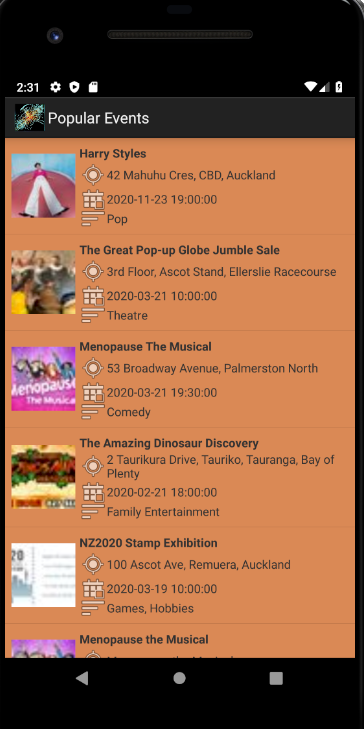 2:31
Popular Events
Harry Styles
42 Mahuhu Cres, CBD, Auckland
2020-11-23 19:00:00
Pop
The Great Pop-up Globe Jumble Sale
3rd Floor, Ascot Stand, Ellerslie Racecourse
2020-03-21 10:00:00
Theatre
Menopause The Musical
53 Broadway Avenue, Palmerston North
2020-03-21 19:30:00
Comedy
Menopause
The Musical
The Amazing Dinosaur Discovery
2 Taurikura Drive, Tauriko, Tauranga, Bay of
Plenty
2020-02-21 18:00:00
Family Entertainment
NZ2020 Stamp Exhibition
100 Ascot Ave, Remuera, Auckland
2020-03-19 10:00:00
Games, Hobbies
20
Menopause the Musical